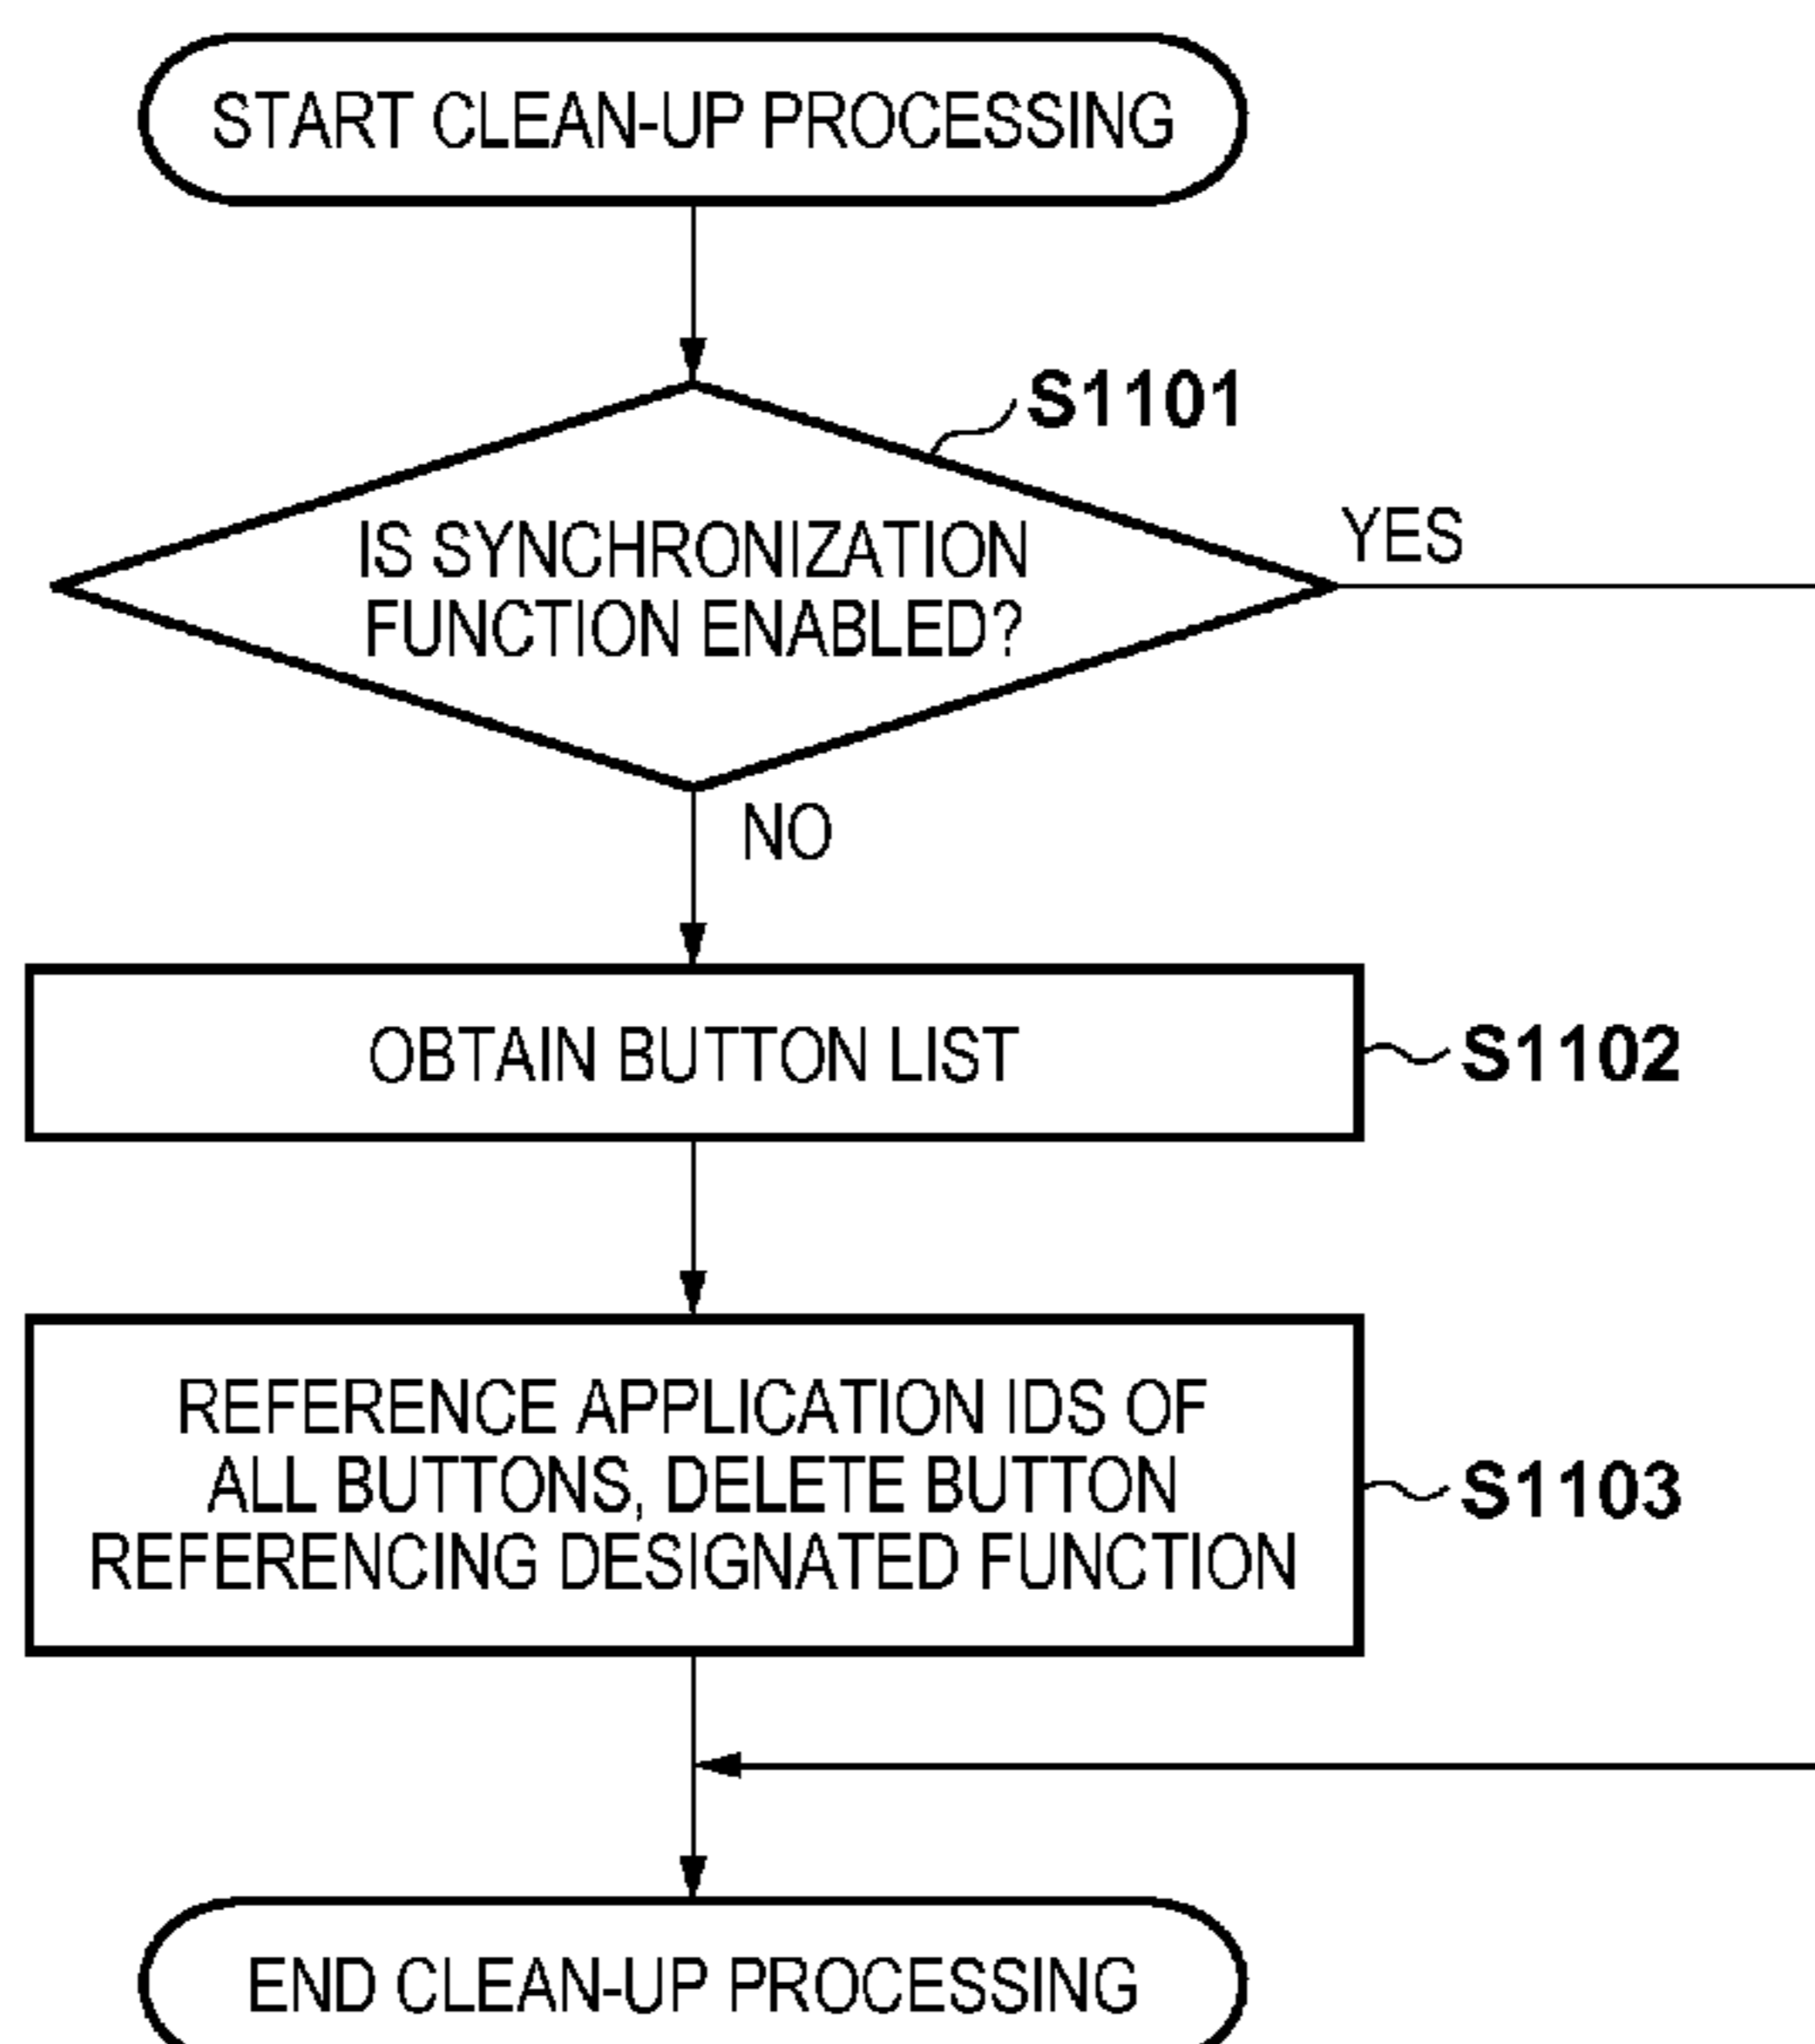 START CLEAN-UP PROCESSING
S1101
IS SYNCHRONIZATION
FUNCTION ENABLED?
YES
NO
OBTAIN BUTTON LIST
S1102
REFERENCE APPLICATION IDS OF
ALL BUTTONS, DELETE BUTTON
REFERENCING DESIGNATED FUNCTION
S1103
END CLEAN-UP PROCESSING